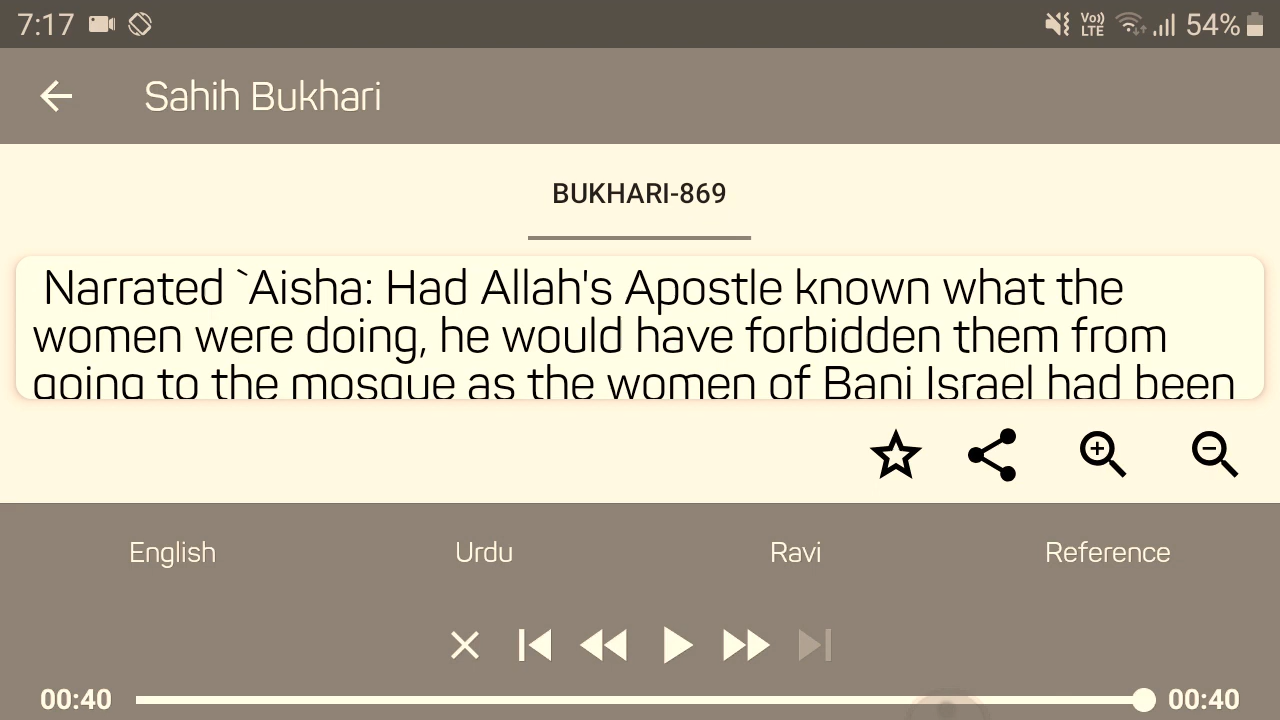 7:17 Vo)) LTE 54%
Sahih Bukhari
BUKHARI-869
Narrated `Aisha: Had Allah's Apostle known what the
women were doing, he would have forbidden them from
going to the mosque as the women of Bani Israel had been
English Urdu Ravi Reference
00:40 00:40